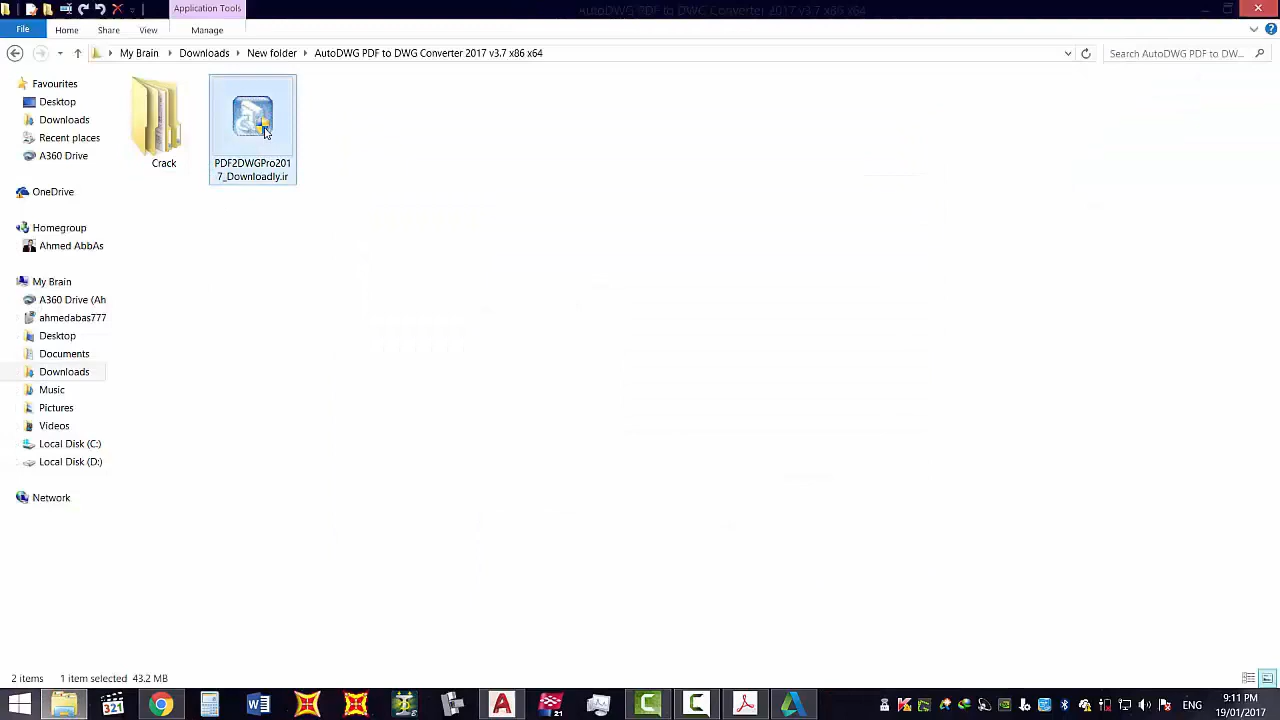 Application Tools
AutoDWG PDF to DWG Converter 2017 v3.7 x86 x64
File Home Share View Manage
My Brain Downloads New folder AutoDWG PDF to DWG Converter 2017 v3.7 x86 x64
Search AutoDWG PDF to DW...
Favourites
Desktop
Downloads
Recent places
A360 Drive
OneDrive
Homegroup
Ahmed AbbAs
My Brain
A360 Drive (Ah
ahmedabas777
Desktop
Documents
Downloads
Music
Pictures
Videos
Local Disk (C:)
Local Disk (D:)
Network
Crack
PDF2DWGPro201
7_Downloadly.ir
2 items 1 item selected 43.2 MB
321
21
ENG
9:11 PM
19/01/2017